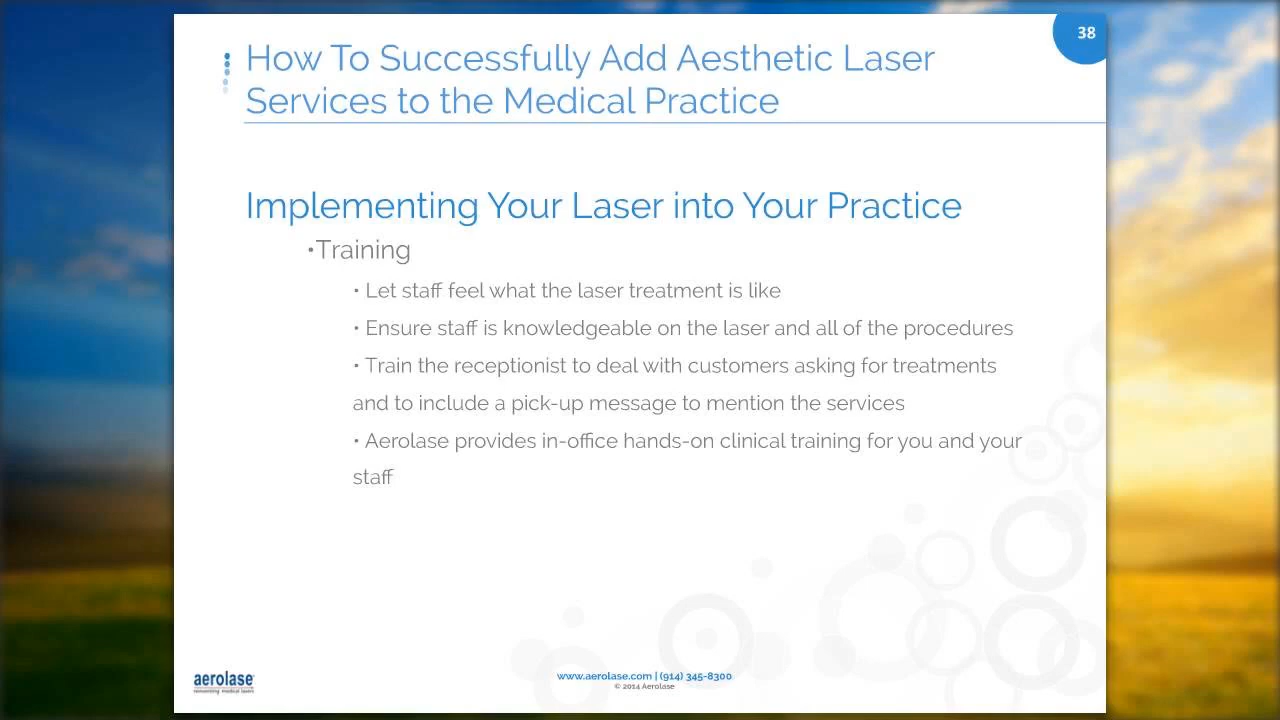 38
How To Successfully Add Aesthetic Laser
Services to the Medical Practice
Implementing Your Laser into Your Practice
•Training
• Let staff feel what the laser treatment is like
• Ensure staff is knowledgeable on the laser and all of the procedures
• Train the receptionist to deal with customers asking for treatments
and to include a pick-up message to mention the services
• Aerolase provides in-office hands-on clinical training for you and your
staff
aerolase
reinventing medical lasers
www.aerolase.com | (914) 345-8300
© 2014 Aerolase